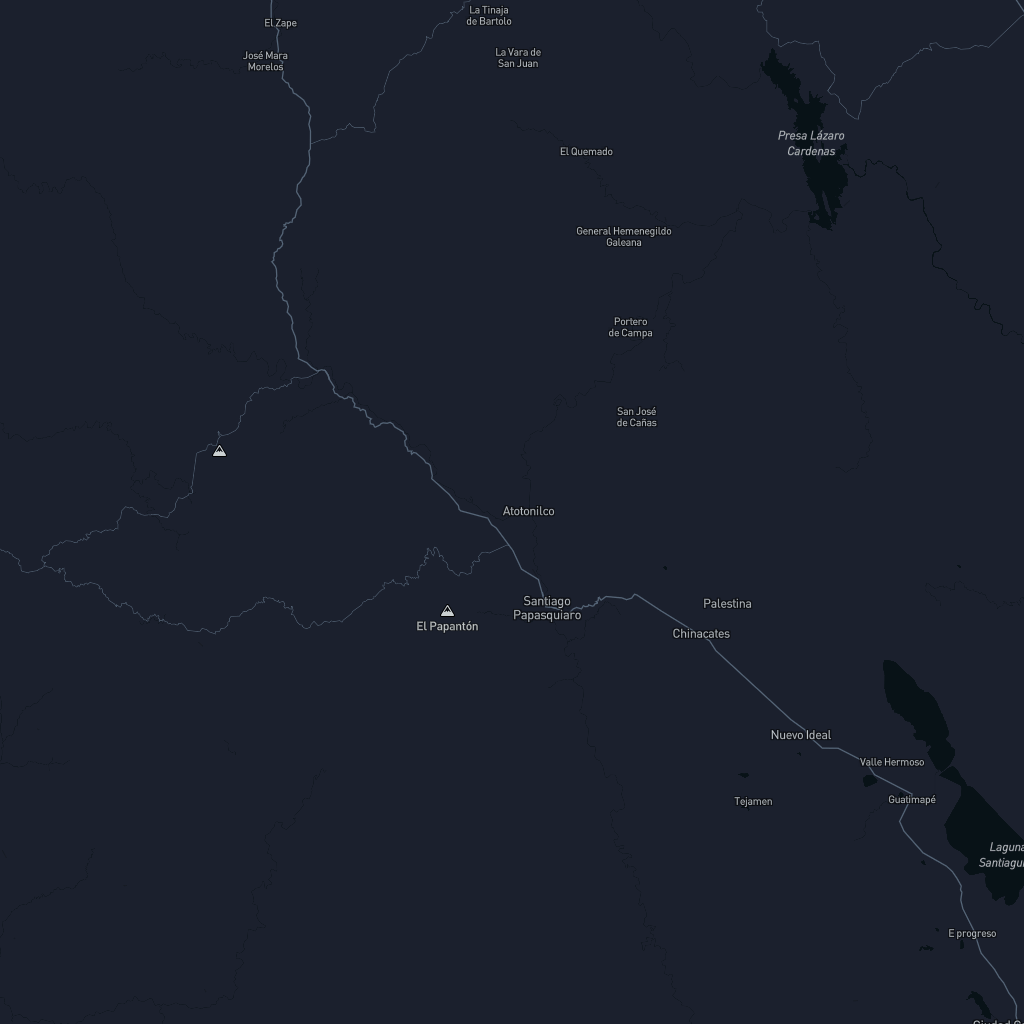 La Tinaja
de Bartolo
El Zape
José Mara
Morelos
La Vara de
San Juan
Presa Lázaro
Cardenas
El Quemado
General Hemenegildo
Galeana
Portero
de Campa
San José
de Cañas
Atotonilco
Santiago
Papasquiaro
Palestina
El Papantón
Chinacates
Nuevo Ideal
Valle Hermoso
Tejamen
Guatimapé
Laguna
E progreso